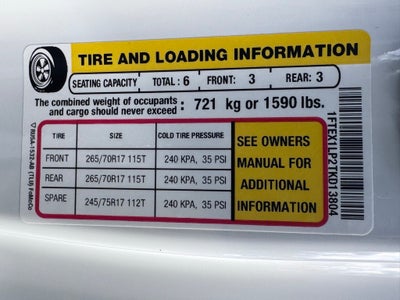 TIRE AND LOADING INFORMATION
SEATING CAPACITY TOTAL: 6 FRONT: 3 REAR: 3
The combined weight of occupants
and cargo should never exceed : 721 kg or 1590 lbs.
TIRE SIZE COLD TIRE PRESSURE
FRONT 265/70R17 115T 240 KPA, 35 PSI
REAR 265/70R17 115T 240 KPA, 35 PSI
SPARE 245/75R17 112T 240 KPA, 35 PSI
SEE OWNERS
MANUAL FOR
ADDITIONAL
INFORMATION